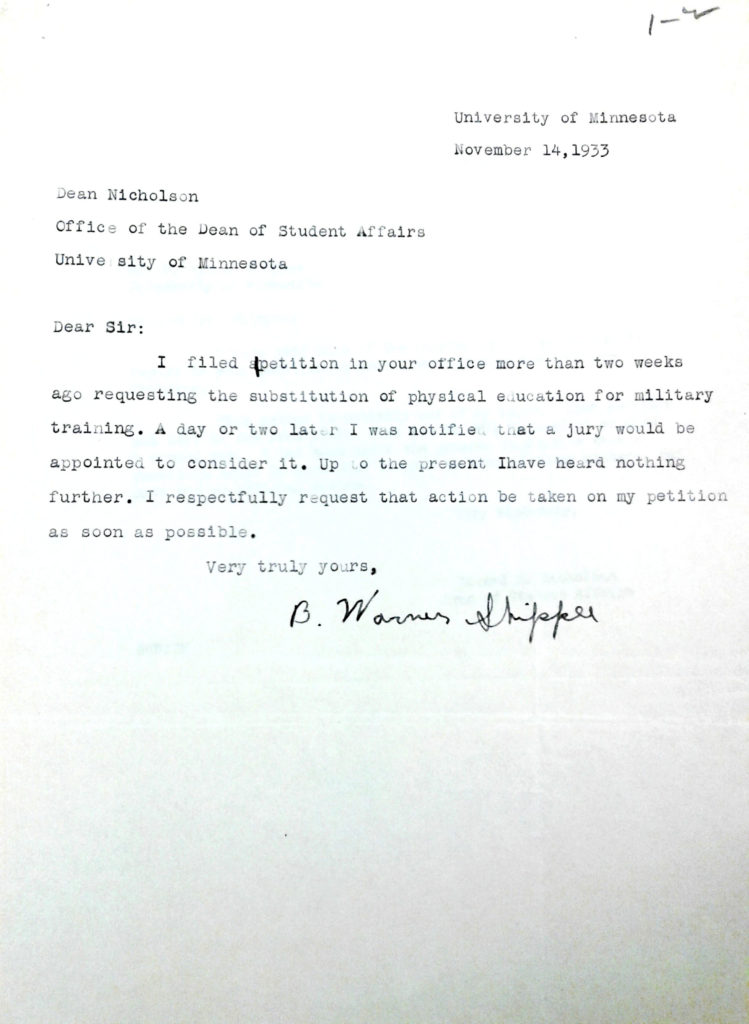 1-2
University of Minnesota
November 14,1933
Dean Nicholson
Office of the Dean of Student Affairs
Unive sity of Minnesota
Dear Sir:
I filed a petition in your office more than two weeks
ago requesting the substitution of physical education for military
training. A day or two later I was notified that a jury would be
appointed to consider it. Up to the present Ihave heard nothing
further. I respectfully request that action be taken on my petition
as soon as possible.
Very truly yours,
B. Warner Shippee